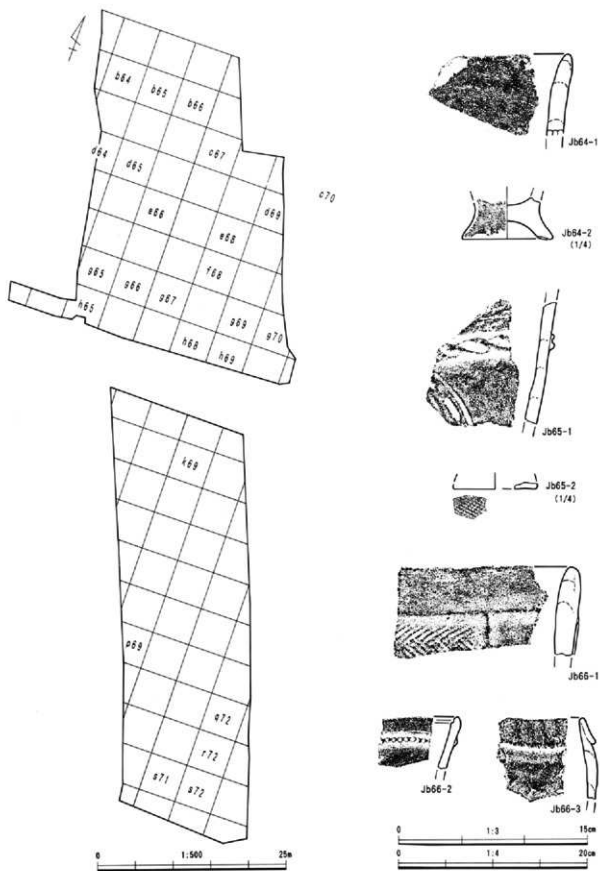 b64
b65
b66
d64
d65
c67
d69
c70
e66
e68
f68
g65
g66
g67
h65
g69
g70
h68
h69
k69
p69
q72
r72
s71
s72
0 1:500 25m
Jb64-1
Jb64-2
(1/4)
Jb65-1
Jb65-2
(1/4)
Jb66-1
Jb66-2
Jb66-3
0 1:3 15cm
0 1:4 20cm